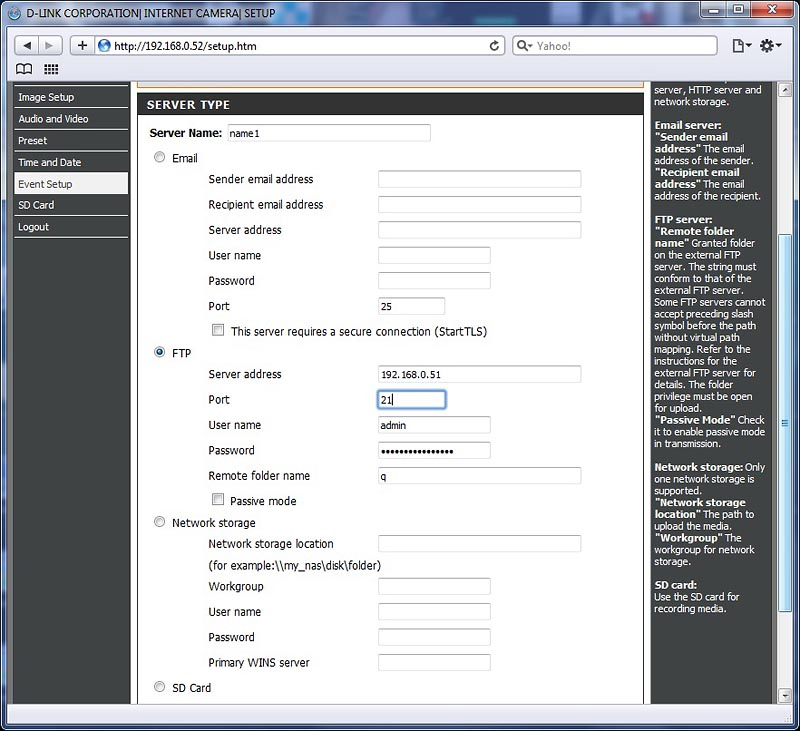 D-LINK CORPORATION| INTERNET CAMERA| SETUP
http://192.168.0.52/setup.htm
Yahoo!
Image Setup
Audio and Video
Preset
Time and Date
Event Setup
SD Card
Logout
SERVER TYPE
Server Name: name1
Email
Sender email address
Recipient email address
Server address
User name
Password
Port 25
This server requires a secure connection (StartTLS)
FTP
Server address 192.168.0.51
Port 21
User name admin
Password ••••••••••••••••
Remote folder name q
Passive mode
Network storage
Network storage location
(for example:\\my_nas\disk\folder)
Workgroup
User name
Password
Primary WINS server
SD Card
server, HTTP server and
network storage.
Email server:
"Sender email
address" The email
address of the sender.
"Recipient email
address" The email
address of the recipient.
FTP server:
"Remote folder
name" Granted folder
on the external FTP
server. The string must
conform to that of the
external FTP server.
Some FTP servers cannot
accept preceding slash
symbol before the path
without virtual path
mapping. Refer to the
instructions for the
external FTP server for
details. The folder
privilege must be open
for upload.
"Passive Mode" Check
it to enable passive mode
in transmission.
Network storage: Only
one network storage is
supported.
"Network storage
location" The path to
upload the media.
"Workgroup" The
workgroup for network
storage.
SD card:
Use the SD card for
recording media.